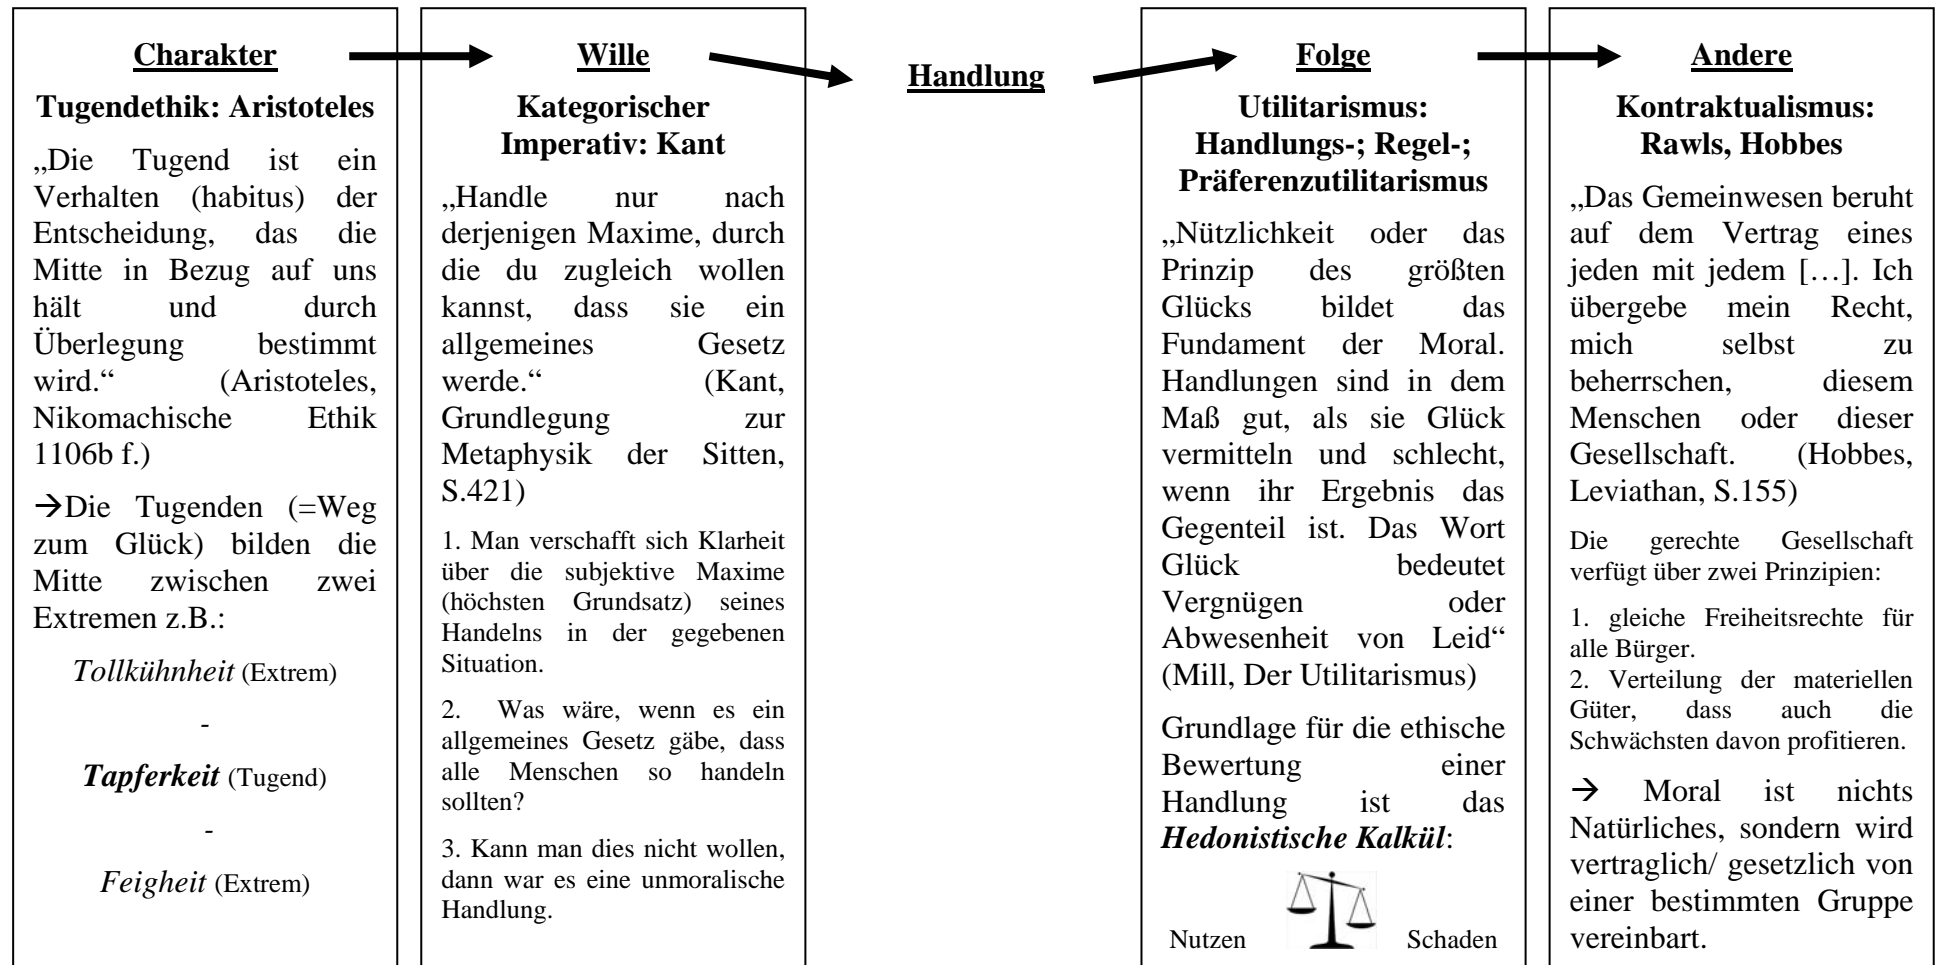 Charakter
Tugendethik: Aristoteles
„Die Tugend ist ein
Verhalten (habitus) der
Entscheidung, das die
Mitte in Bezug auf uns
hält und durch
Überlegung bestimmt
wird.“ (Aristoteles,
Nikomachische Ethik
1106b f.)
→Die Tugenden (=Weg
zum Glück) bilden die
Mitte zwischen zwei
Extremen z.B.:
Tollkühnheit (Extrem)
-
Tapferkeit (Tugend)
-
Feigheit (Extrem)
Wille
Kategorischer
Imperativ: Kant
„Handle nur nach
derjenigen Maxime, durch
die du zugleich wollen
kannst, dass sie ein
allgemeines Gesetz
werde.“ (Kant,
Grundlegung zur
Metaphysik der Sitten,
S.421)
1. Man verschafft sich Klarheit
über die subjektive Maxime
(höchsten Grundsatz) seines
Handelns in der gegebenen
Situation.
2. Was wäre, wenn es ein
allgemeines Gesetz gäbe, dass
alle Menschen so handeln
sollten?
3. Kann man dies nicht wollen,
dann war es eine unmoralische
Handlung.
Handlung
Folge
Utilitarismus:
Handlungs-; Regel-;
Präferenzutilitarismus
„Nützlichkeit oder das
Prinzip des größten
Glücks bildet das
Fundament der Moral.
Handlungen sind in dem
Maß gut, als sie Glück
vermitteln und schlecht,
wenn ihr Ergebnis das
Gegenteil ist. Das Wort
Glück bedeutet
Vergnügen oder
Abwesenheit von Leid“
(Mill, Der Utilitarismus)
Grundlage für die ethische
Bewertung einer
Handlung ist das
Hedonistische Kalkül:
Nutzen Schaden
Andere
Kontraktualismus:
Rawls, Hobbes
„Das Gemeinwesen beruht
auf dem Vertrag eines
jeden mit jedem […]. Ich
übergebe mein Recht,
mich selbst zu
beherrschen, diesem
Menschen oder dieser
Gesellschaft. (Hobbes,
Leviathan, S.155)
Die gerechte Gesellschaft
verfügt über zwei Prinzipien:
1. gleiche Freiheitsrechte für
alle Bürger.
2. Verteilung der materiellen
Güter, dass auch die
Schwächsten davon profitieren.
→ Moral ist nichts
Natürliches, sondern wird
vertraglich/ gesetzlich von
einer bestimmten Gruppe
vereinbart.